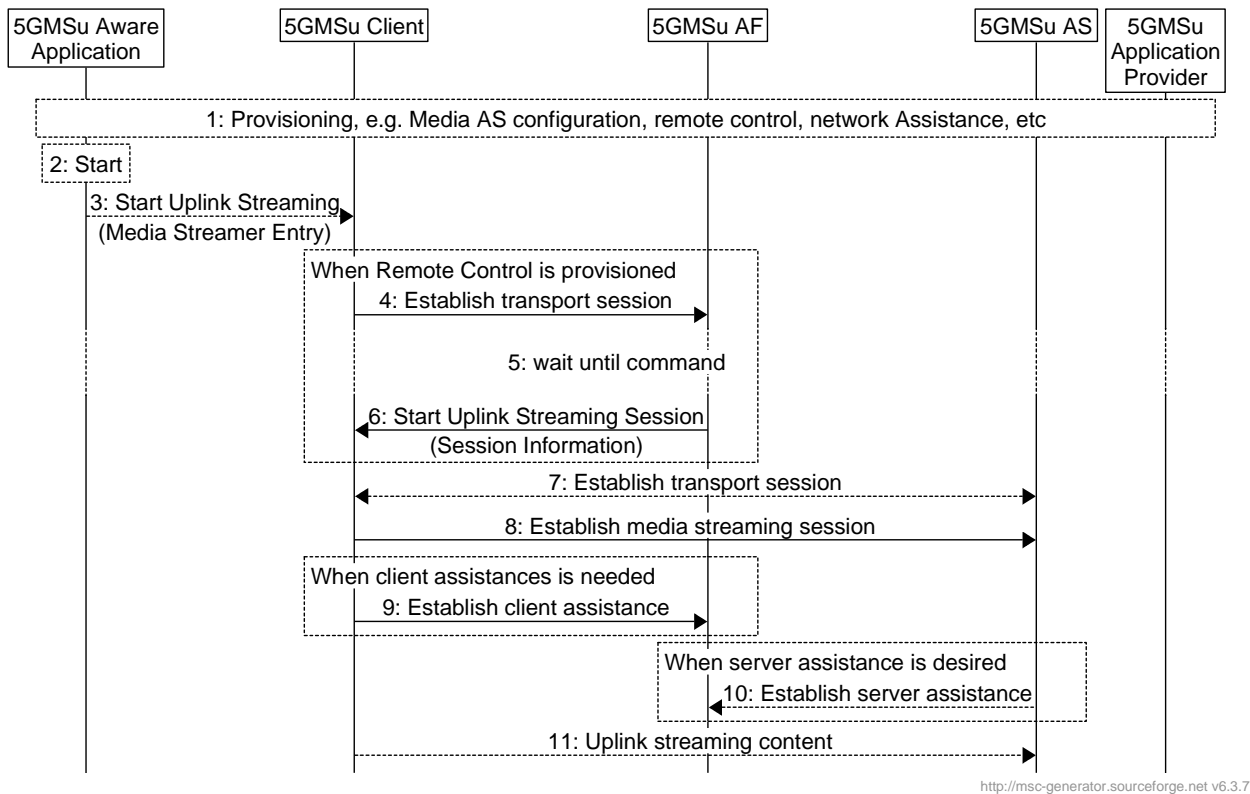 5GMSu Aware
Application
5GMSu Client
5GMSu AF
5GMSu AS
5GMSu
Application
Provider
1: Provisioning, e.g. Media AS configuration, remote control, network Assistance, etc
2: Start
3: Start Uplink Streaming
(Media Streamer Entry)
When Remote Control is provisioned
4: Establish transport session
5: wait until command
6: Start Uplink Streaming Session
(Session Information)
7: Establish transport session
8: Establish media streaming session
When client assistances is needed
9: Establish client assistance
When server assistance is desired
10: Establish server assistance
11: Uplink streaming content
http://msc-generator.sourceforge.net v6.3.7